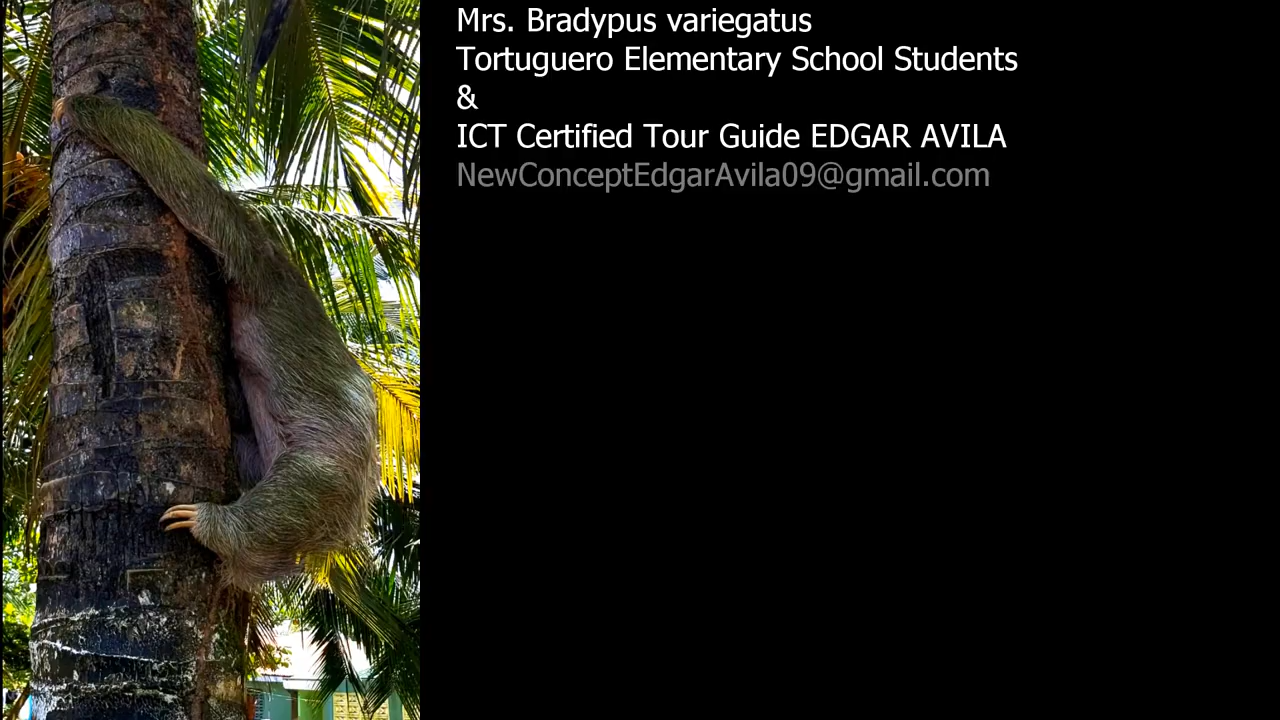 Mrs. Bradypus variegatus
Tortuguero Elementary School Students
&
ICT Certified Tour Guide EDGAR AVILA
NewConceptEdgarAvila09@gmail.com